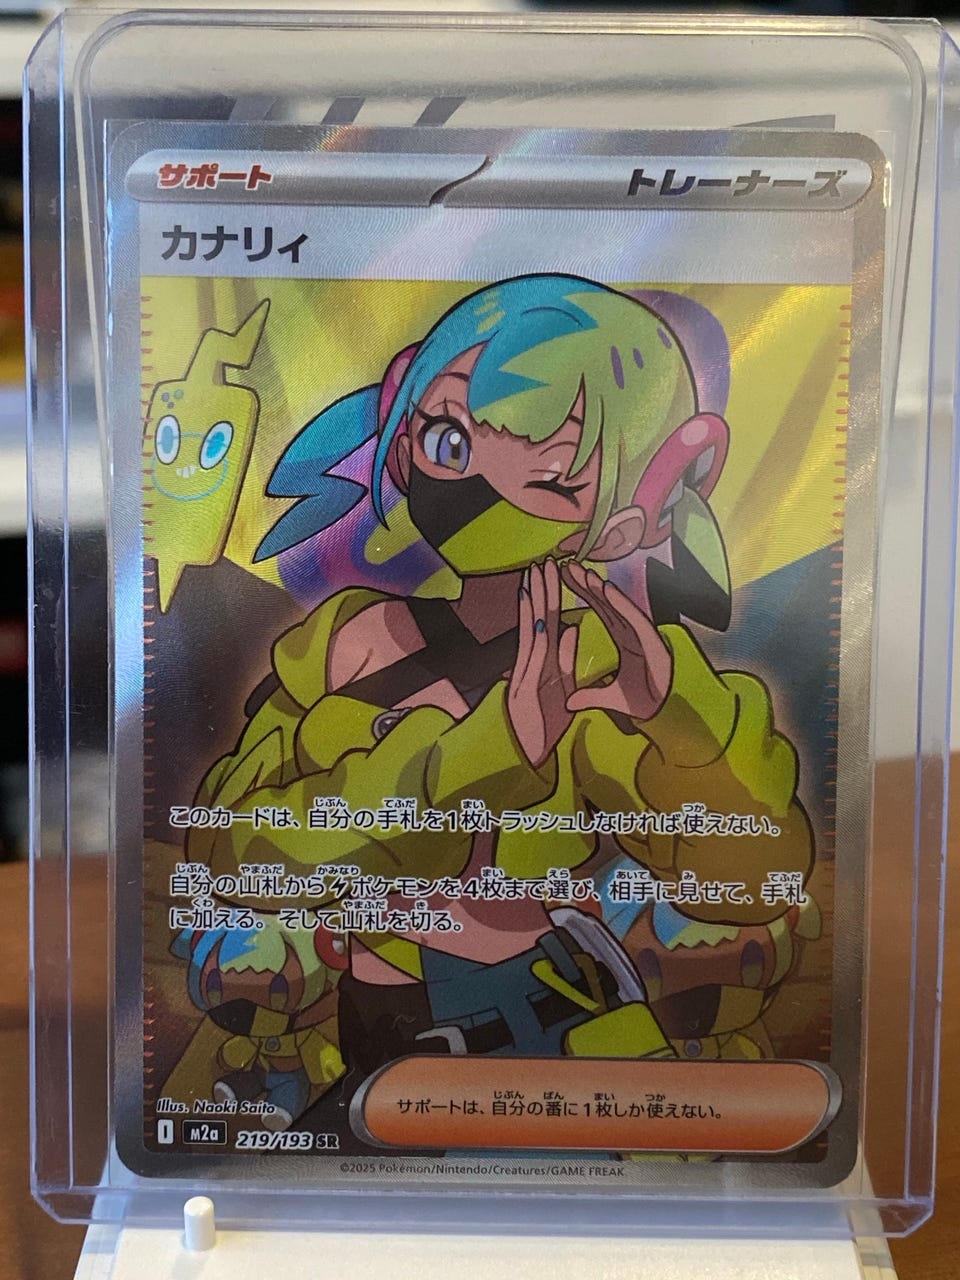 サポート
トレーナーズ
カナリィ
このカードは、自分の手札を1枚トラッシュしなければ使えない。
自分の山札から⚡ポケモンを4枚まで選び、相手に見せて、手札
に加える。そして山札を切る。
サポートは、自分の番に1枚しか使えない。
Illus. Naoki Saito
I m2a 219/193 SR
©2025 Pokémon/Nintendo/Creatures/GAME FREAK